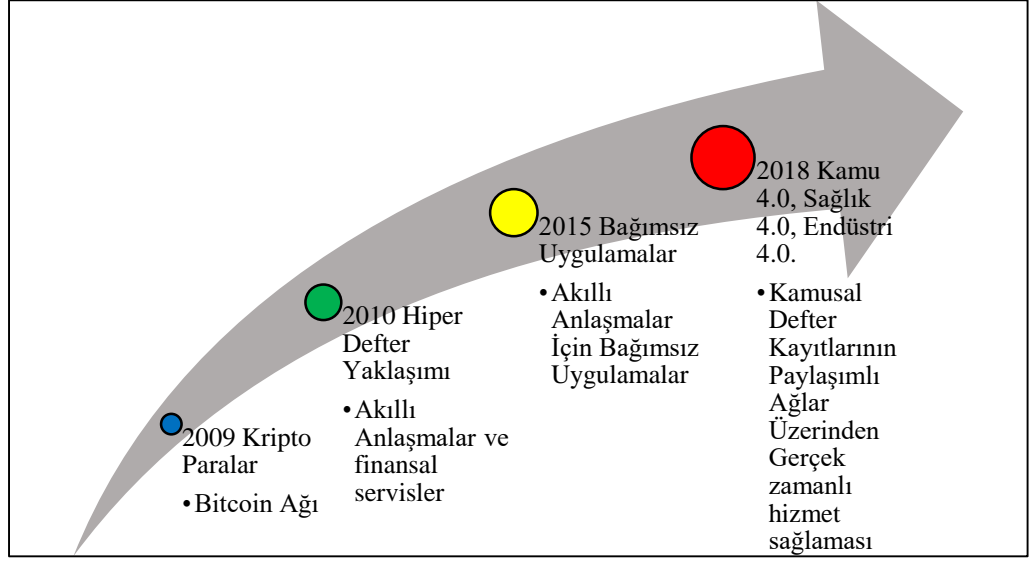 2009 Kripto
Paralar
•Bitcoin Ağı
2010 Hiper
Defter
Yaklaşımı
•Akıllı
Anlaşmalar ve
finansal
servisler
2015 Bağımsız
Uygulamalar
•Akıllı
Anlaşmalar
İçin Bağımsız
Uygulamalar
2018 Kamu
4.0, Sağlık
4.0, Endüstri
4.0.
•Kamusal
Defter
Kayıtlarının
Paylaşımlı
Ağlar
Üzerinden
Gerçek
zamanlı
hizmet
sağlaması